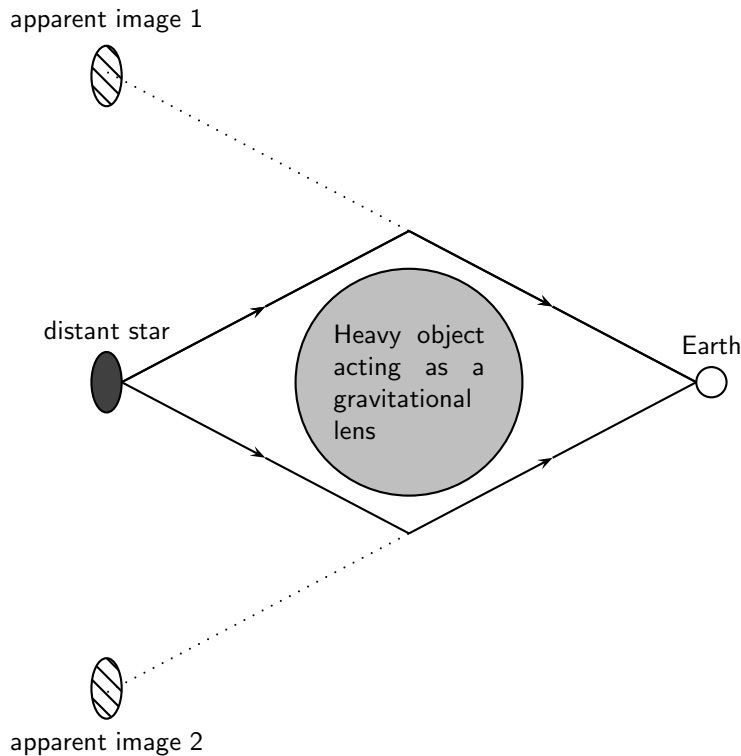 apparent image 1
distant star
Heavy object
acting as a
gravitational
lens
Earth
apparent image 2